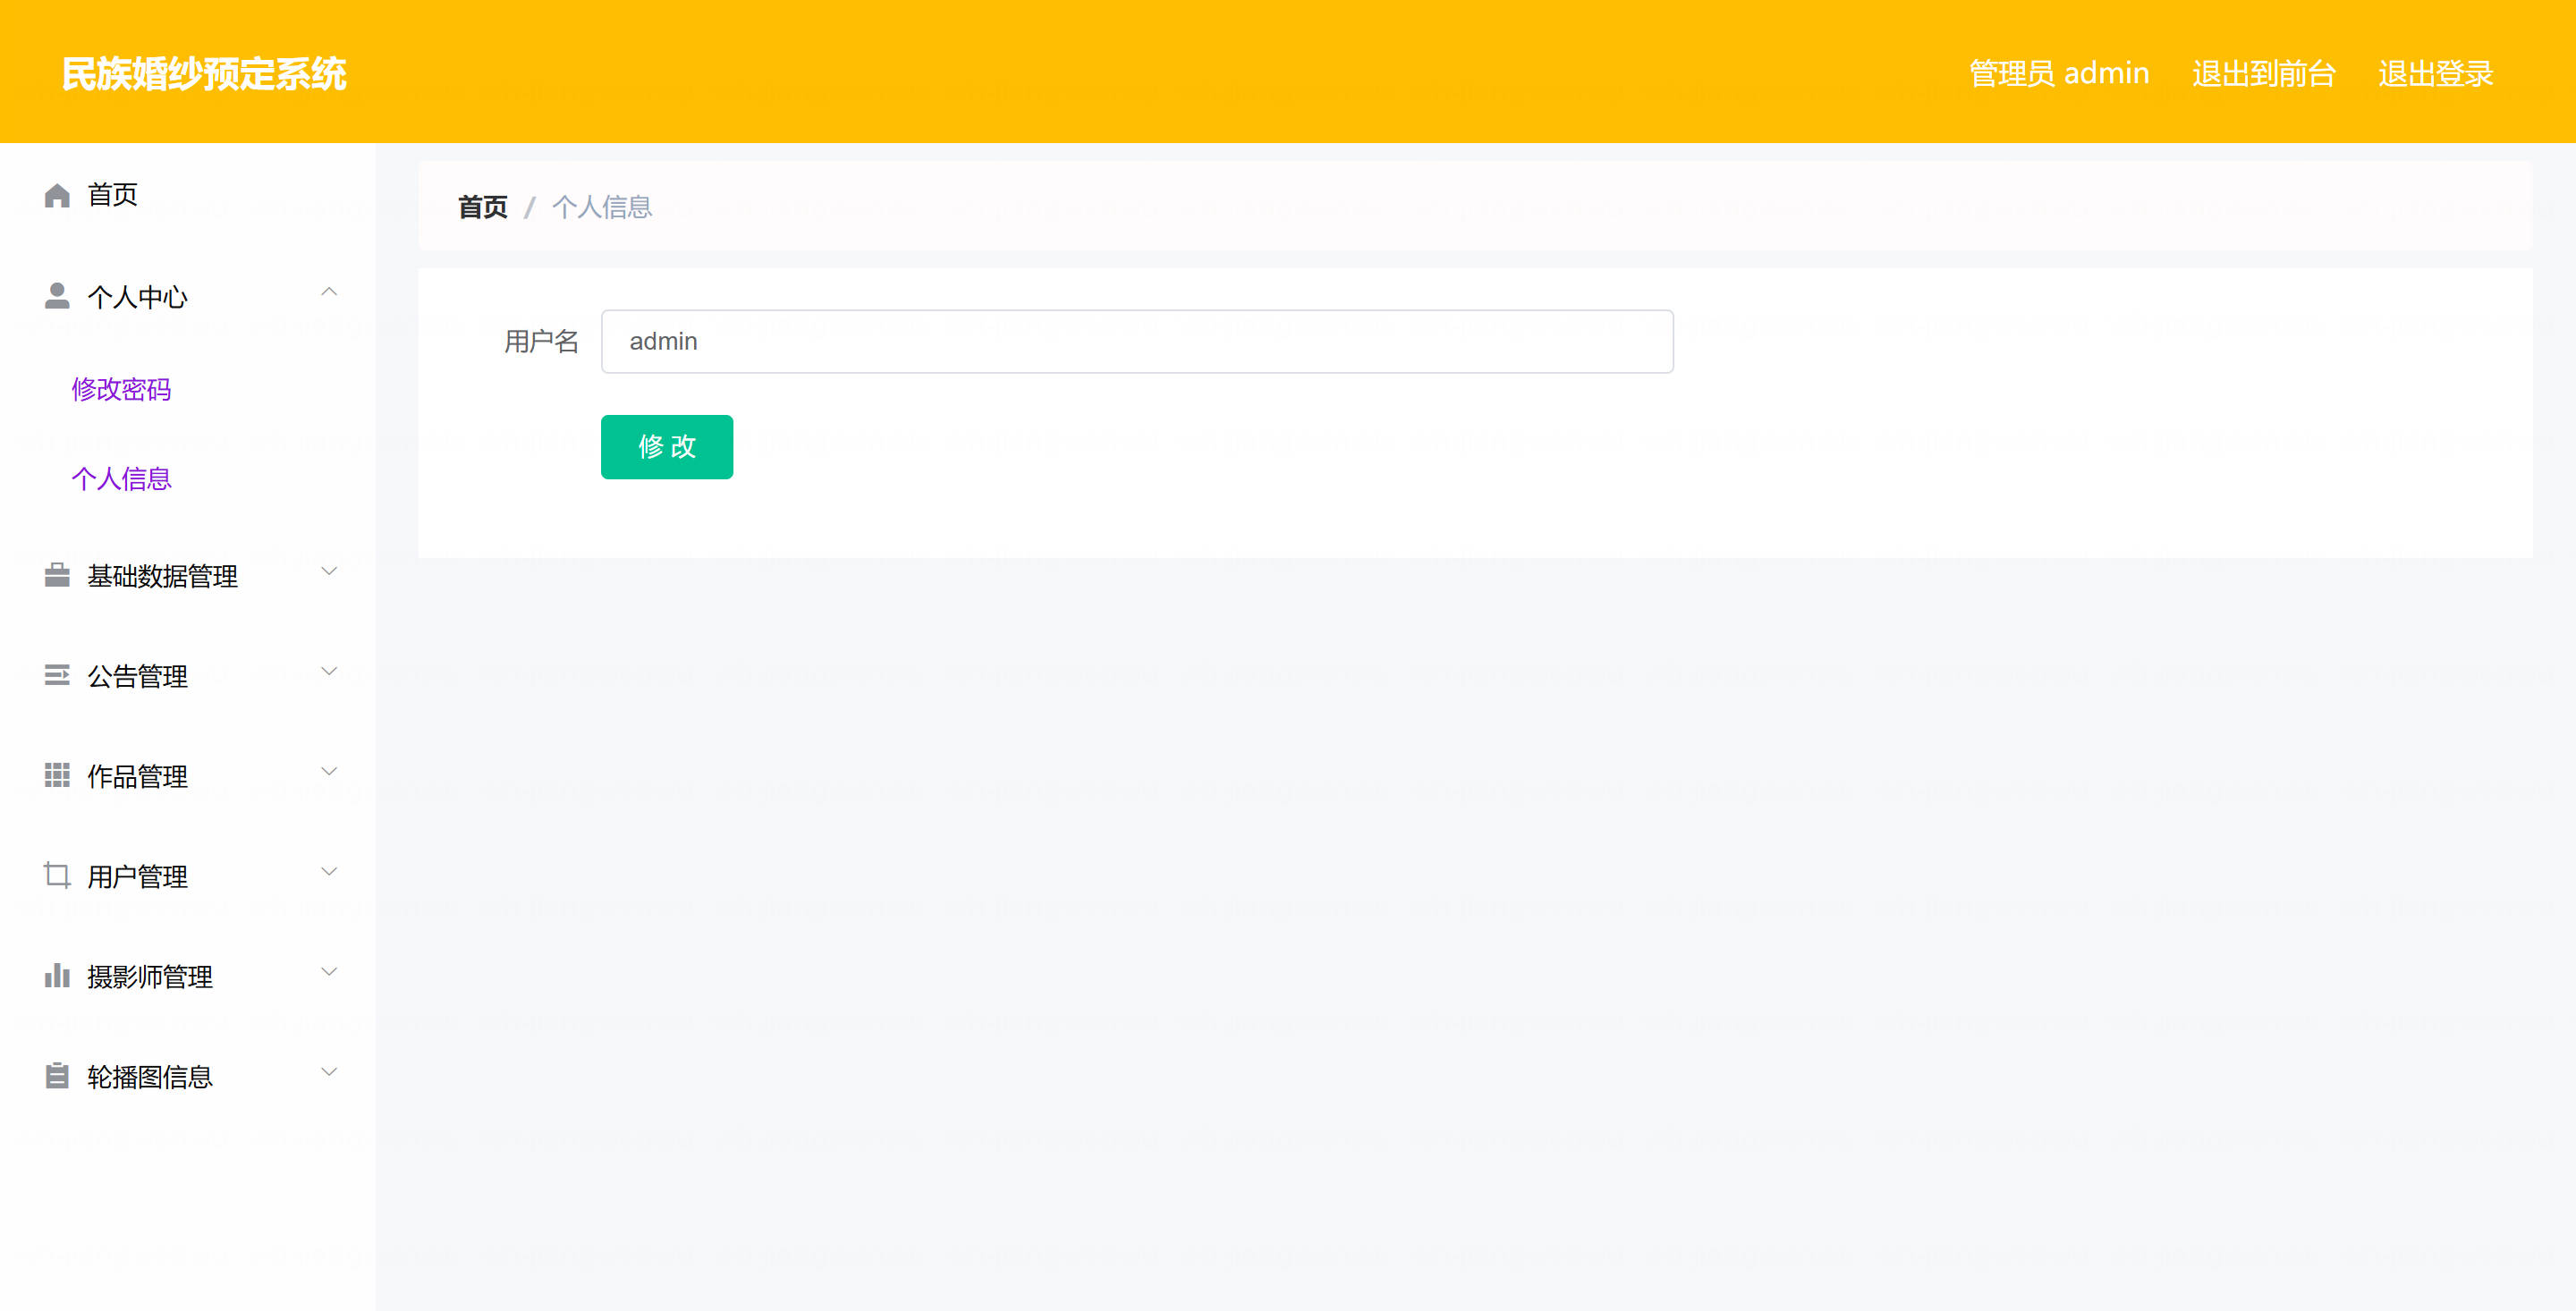 民族婚纱预定系统
管理员 admin 退出到前台 退出登录
首页
首页 / 个人信息
个人中心
用户名 admin
修改密码
修 改
个人信息
基础数据管理
公告管理
作品管理
用户管理
摄影师管理
轮播图信息